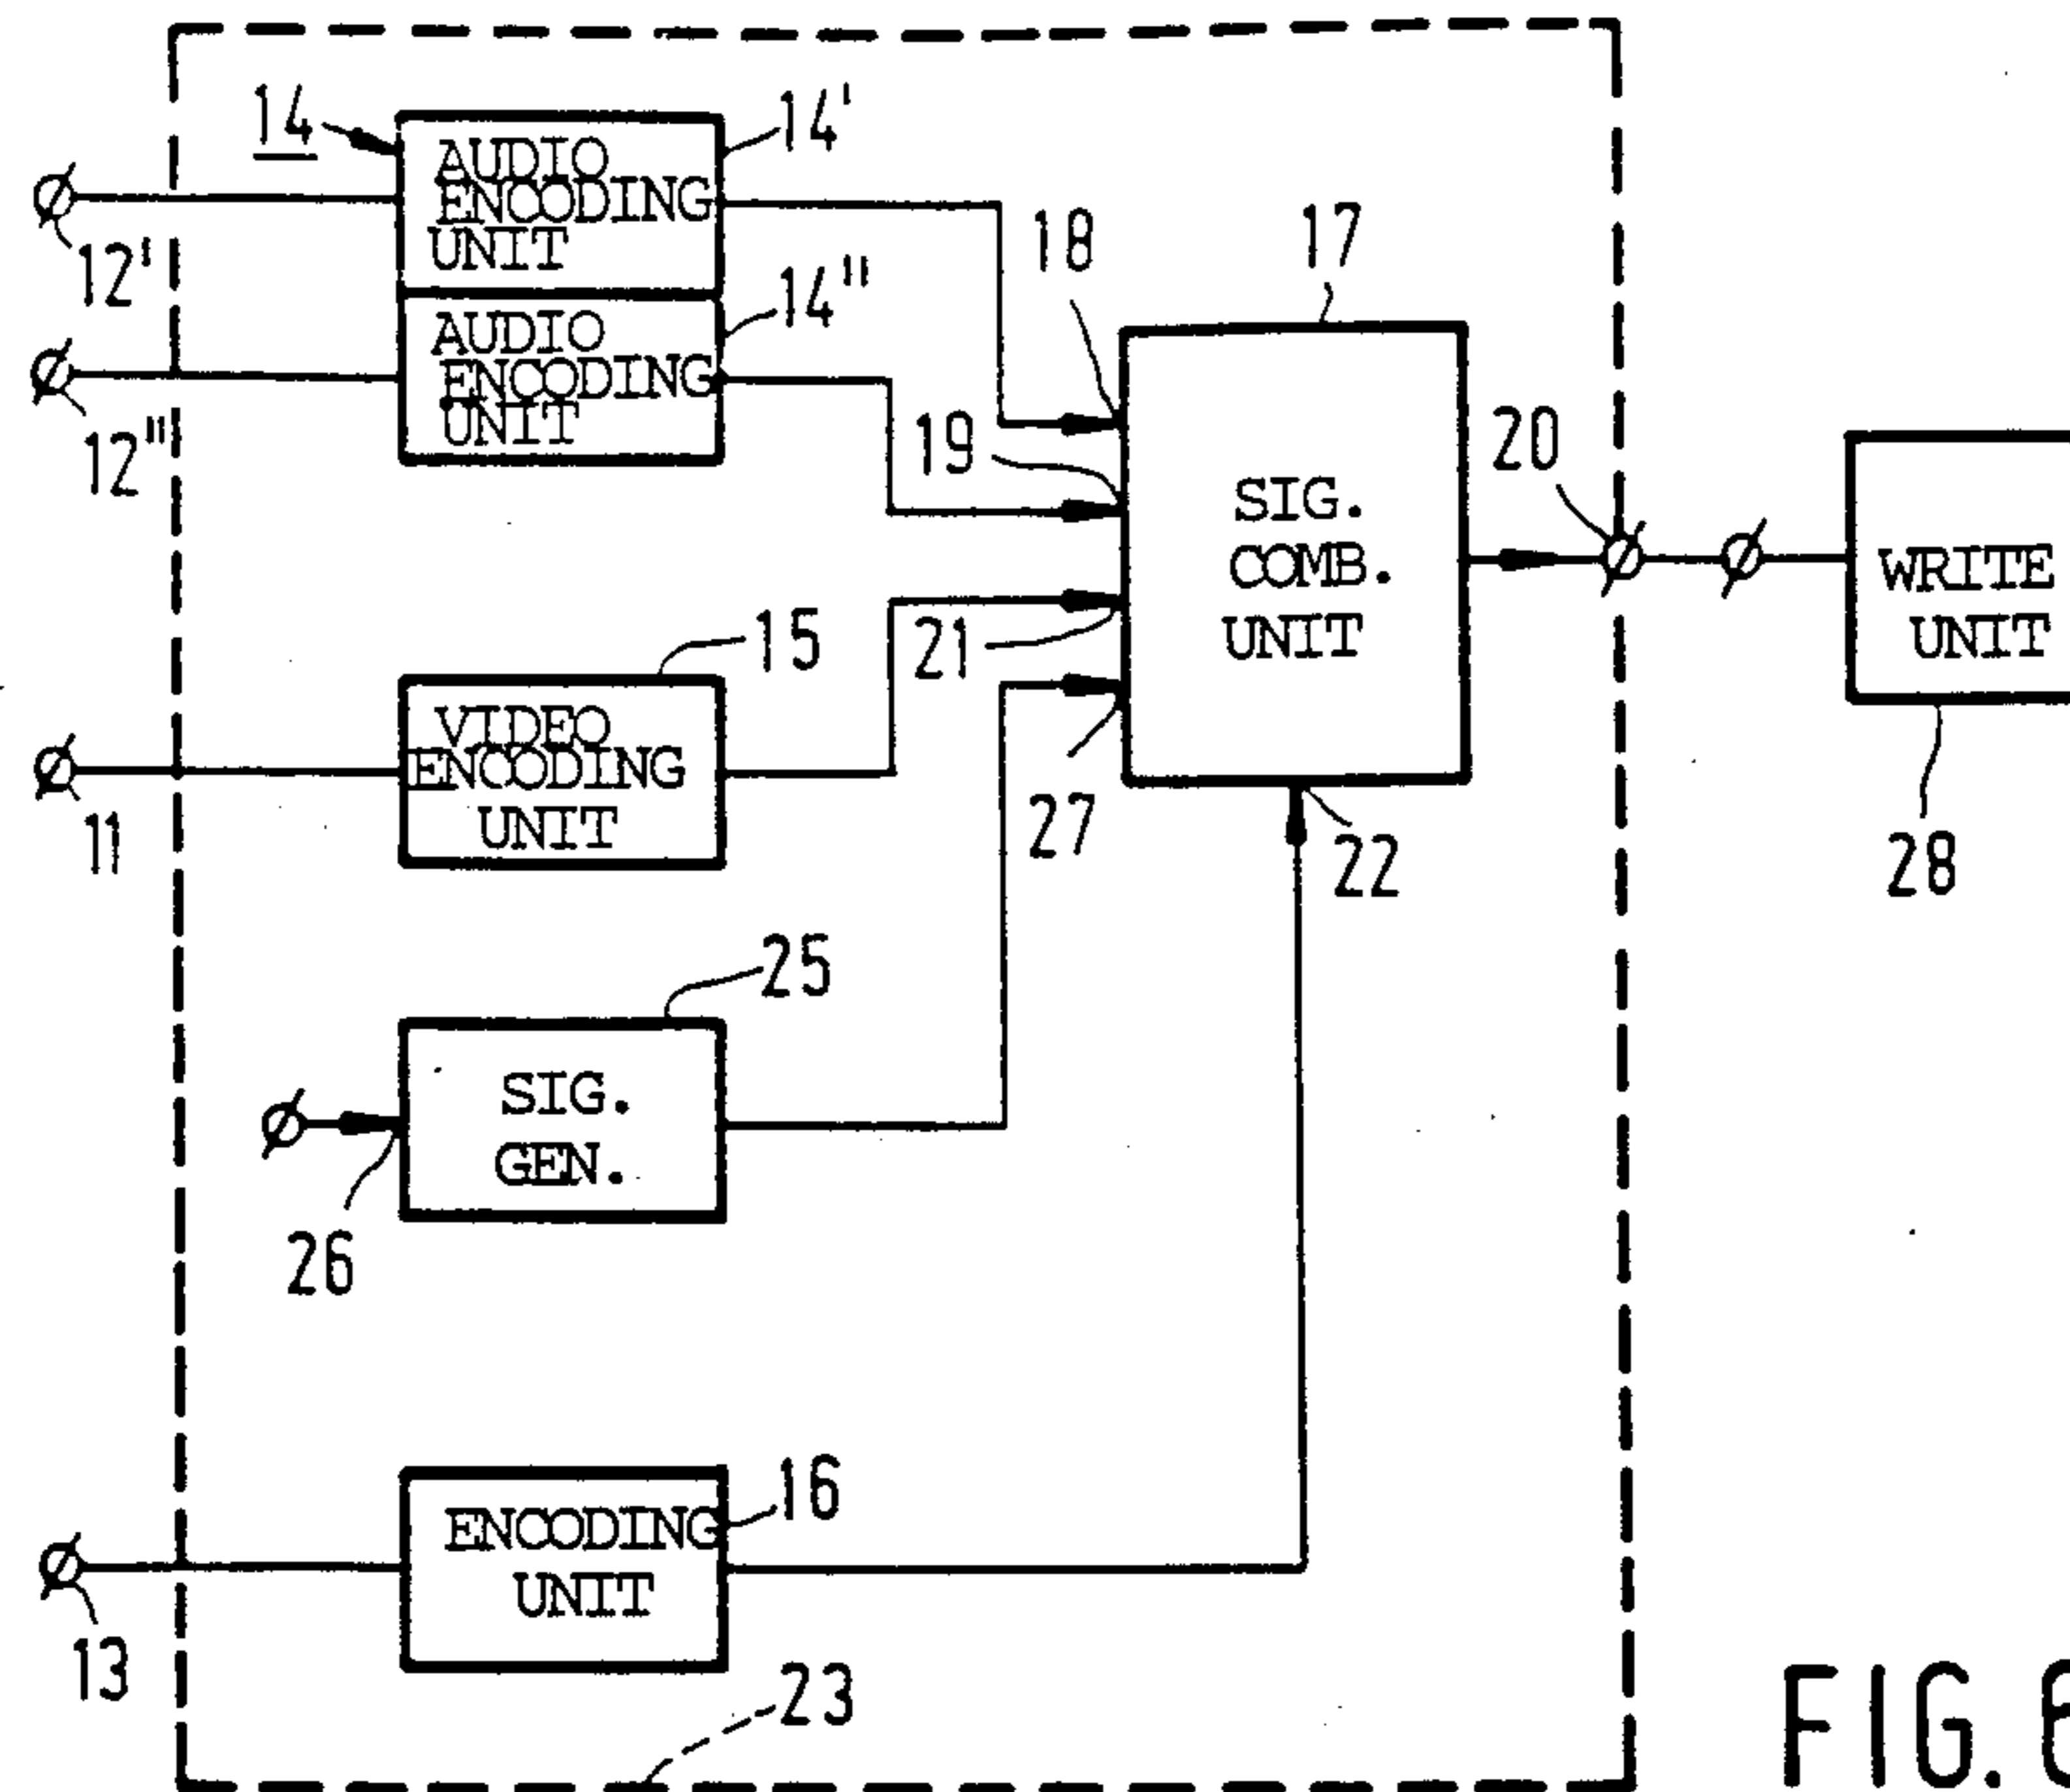 14
AUDIO
ENCODING
UNIT
14'
12'
AUDIO
ENCODING
UNIT
14"
12"
18
17
19
SIG.
COMB.
UNIT
20
WRITE
UNIT
28
21
15
VIDEO
ENCODING
UNIT
11
27
22
25
SIG.
GEN.
26
16
ENCODING
UNIT
13
23
FIG. 6